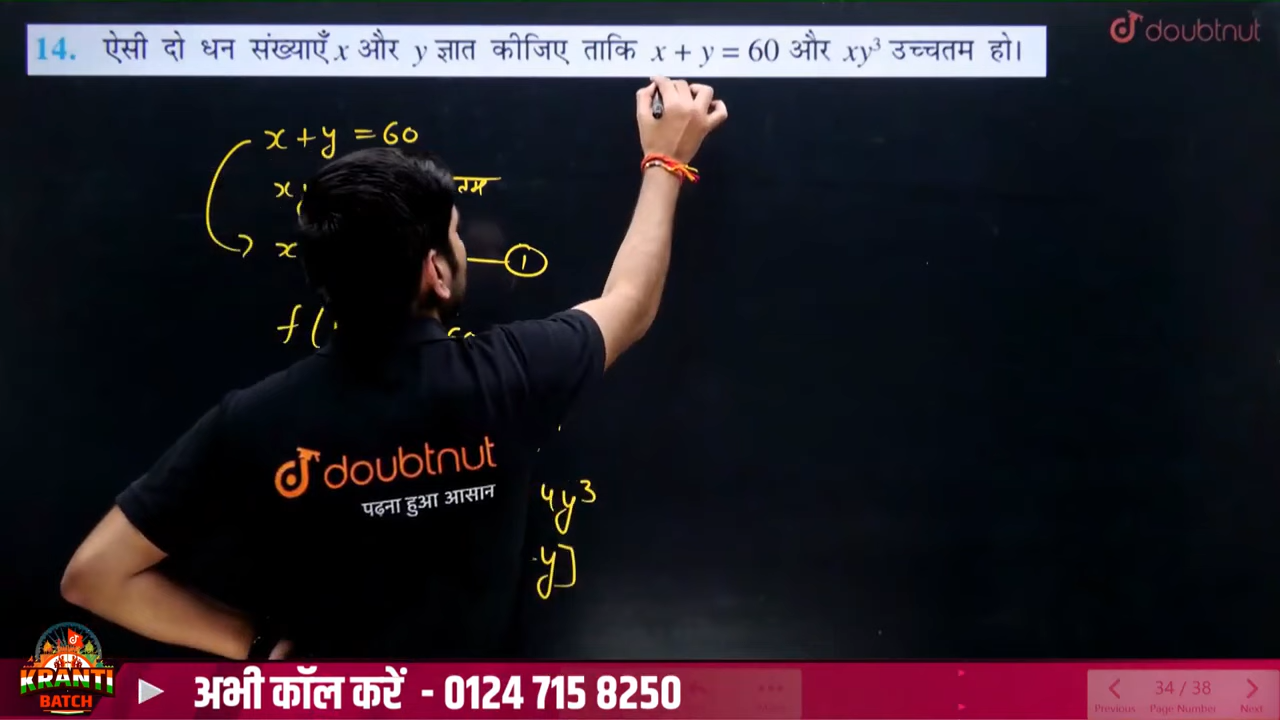 14. ऐसी दो धन संख्याएँ x और y ज्ञात कीजिए ताकि x + y = 60 और xy³ उच्चतम हो।
doubtnut
x + y = 60
x तम
x 1
f (
4y³
y]
doubtnut
पढ़ना हुआ आसान
KRANTI
BATCH
अभी कॉल करें - 0124 715 8250
34 / 38
Previous Page Number Next